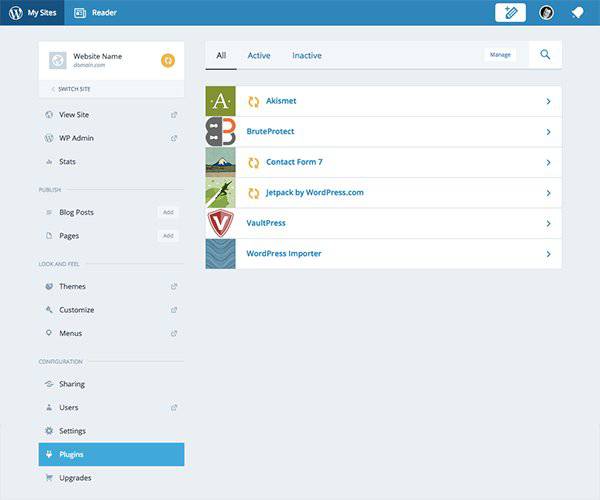 My Sites
Reader
Website Name
domain.com
SWITCH SITE
View Site
WP Admin
Stats
PUBLISH
Blog Posts Add
Pages Add
LOOK AND FEEL
Themes
Customize
Menus
CONFIGURATION
Sharing
Users
Settings
Plugins
Upgrades
All Active Inactive Manage
A Akismet
BruteProtect
Contact Form 7
Jetpack by WordPress.com
V VaultPress
WordPress Importer